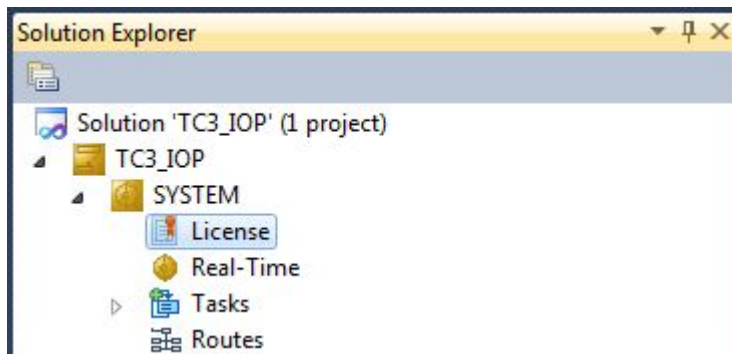 Solution Explorer
Solution 'TC3_IOP' (1 project)
TC3_IOP
SYSTEM
License
Real-Time
Tasks
Routes